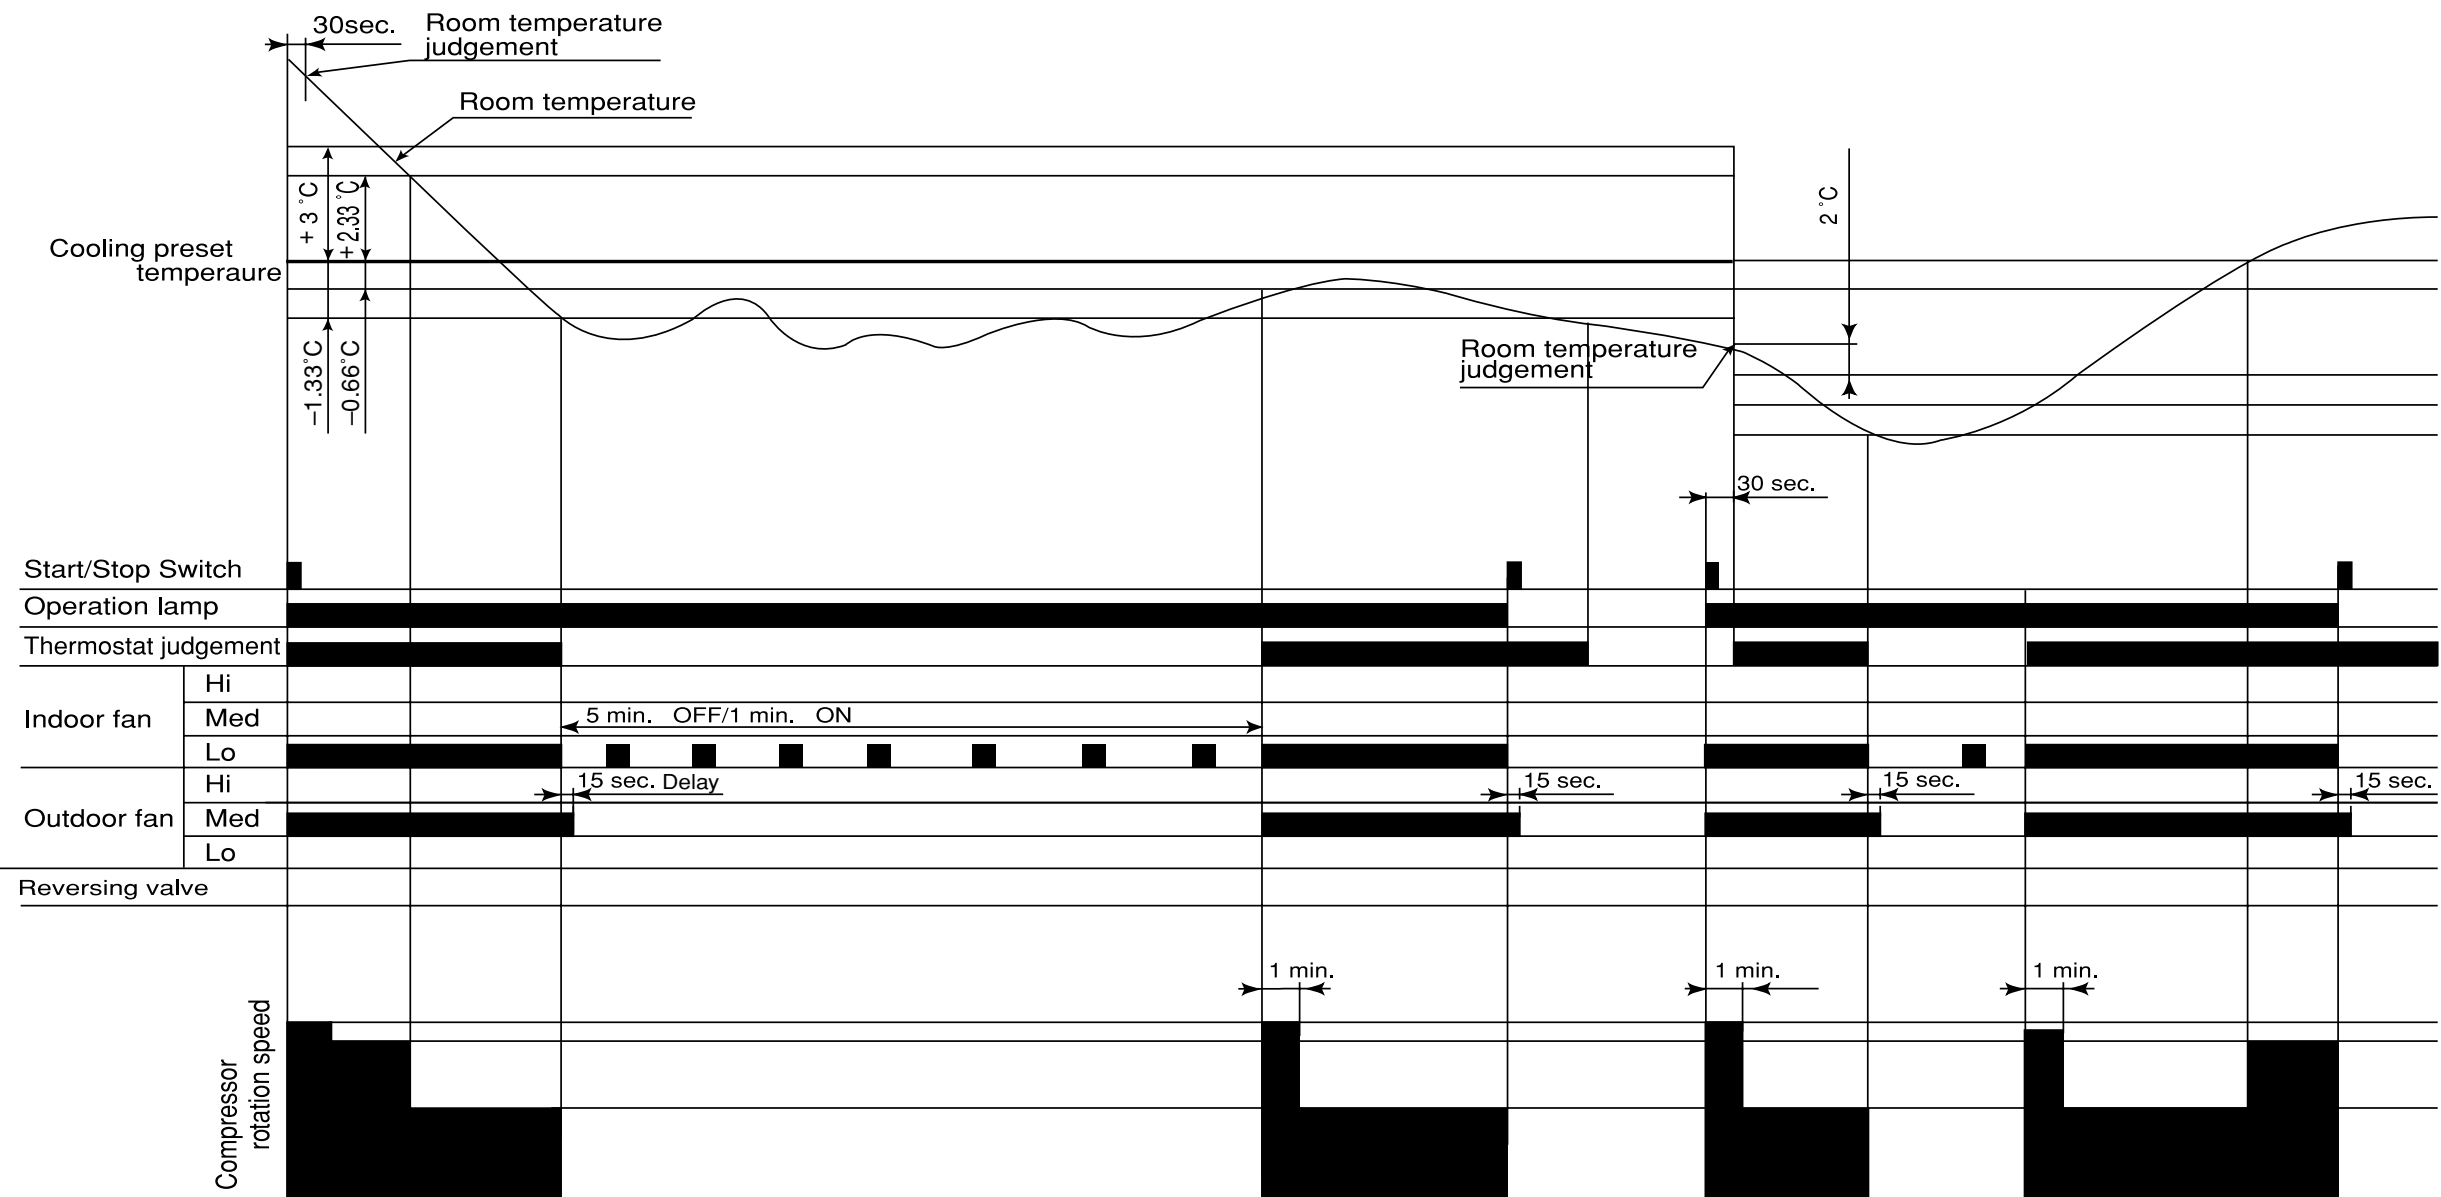 30sec.
Room temperature
judgement
Room temperature
+ 3 ˚C
+ 2.33 ˚C
2 ˚C
Cooling preset
temperaure
−1.33˚C
−0.66˚C
Room temperature
judgement
30 sec.
Start/Stop Switch
Operation lamp
Thermostat judgement
Indoor fan
Hi
Med
Lo
5 min. OFF/1 min. ON
Outdoor fan
Hi
Med
Lo
15 sec. Delay
15 sec.
15 sec.
15 sec.
Reversing valve
1 min.
1 min.
1 min.
Compressor
rotation speed